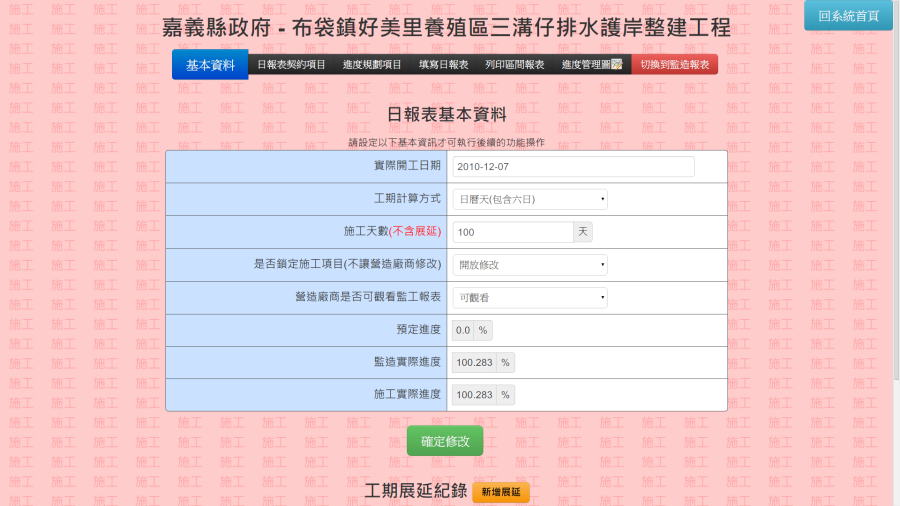 回系統首頁
嘉義縣政府 - 布袋鎮好美里養殖區三溝仔排水護岸整建工程
基本資料 日報表契約項目 進度規劃項目 填寫日報表 列印區間報表 進度管理圖 切換到監造報表
日報表基本資料
請設定以下基本資訊才可執行後續的功能操作
實際開工日期 2010-12-07
工期計算方式 日曆天(包含六日)
施工天數(不含展延) 100 天
是否鎖定施工項目(不讓營造廠商修改) 開放修改
營造廠商是否可觀看監工報表 可觀看
預定進度 0.0 %
監造實際進度 100.283 %
施工實際進度 100.283 %
確定修改
工期展延紀錄 新增展延